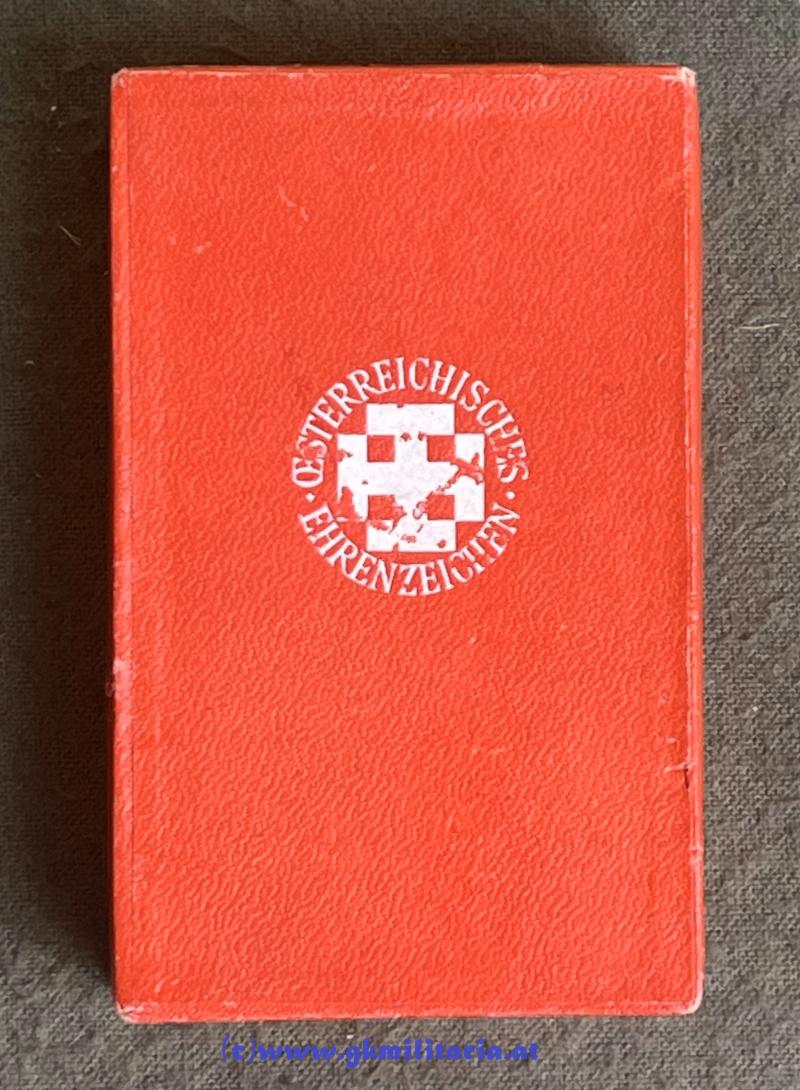 ŒSTERREICHISCHES
· EHRENZEICHEN ·
(c)www.gkmilitaria.at